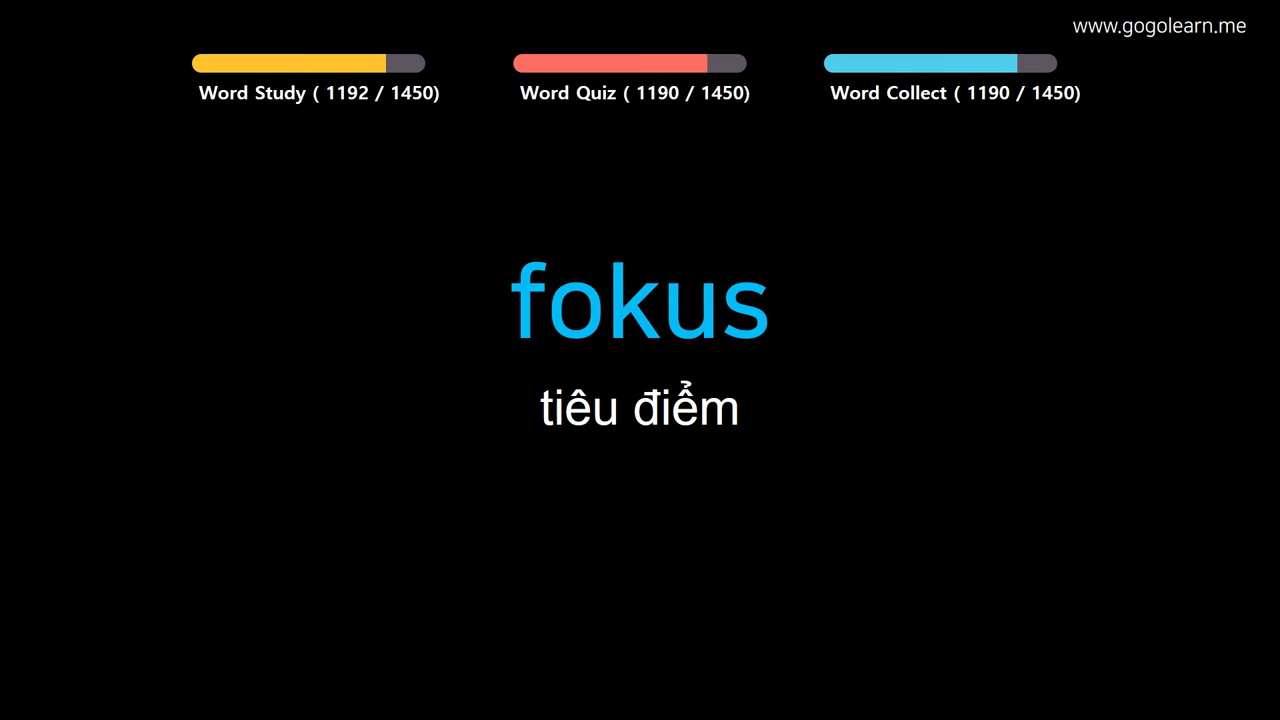 www.gogolearn.me
Word Study ( 1192 / 1450)
Word Quiz ( 1190 / 1450)
Word Collect ( 1190 / 1450)
fokus
tiêu điểm